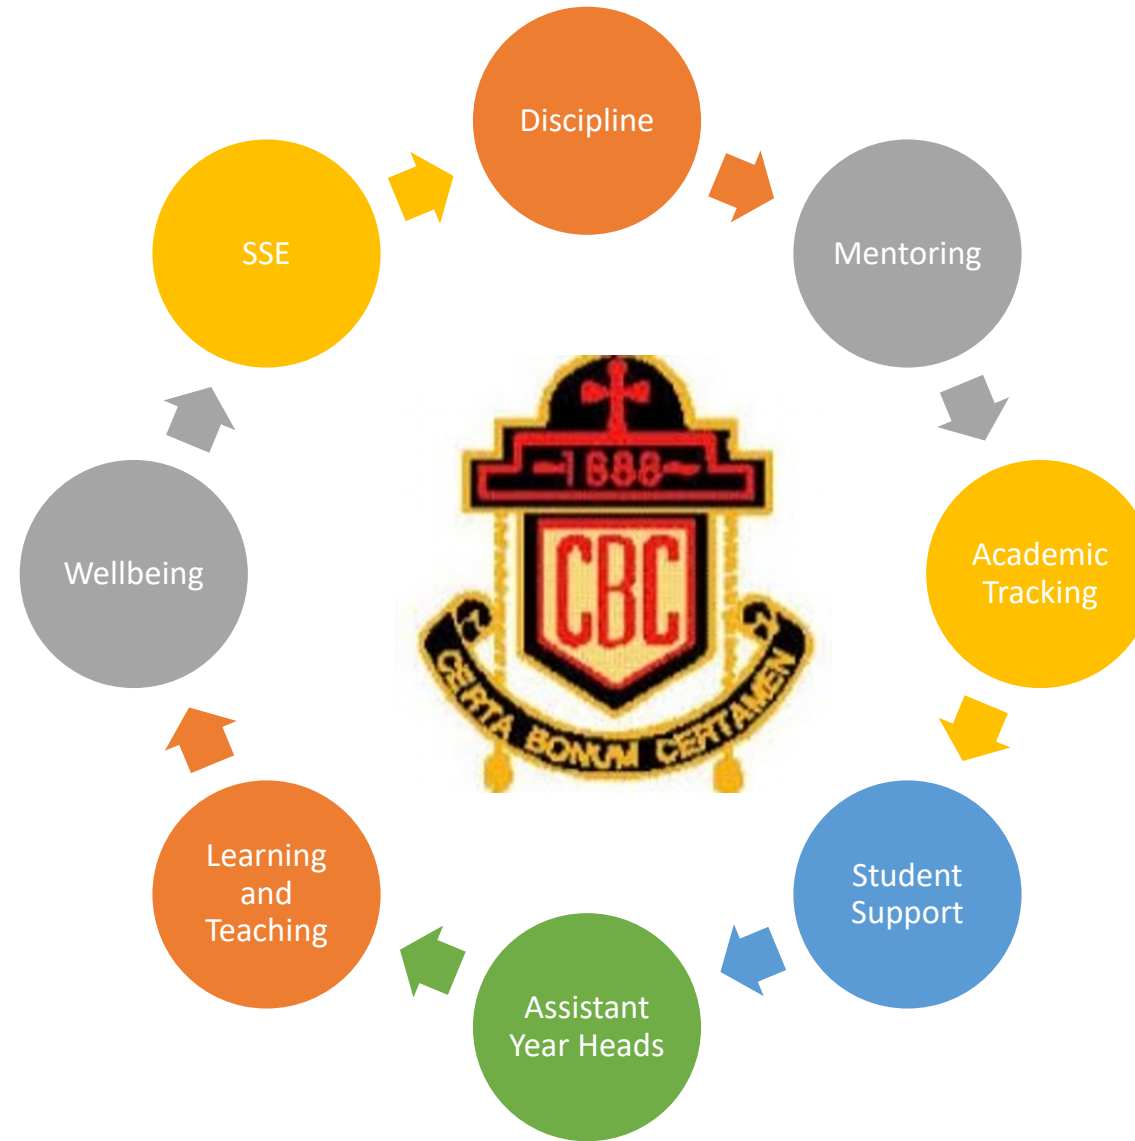 Discipline
Mentoring
Academic
Tracking
Student
Support
Assistant
Year Heads
Learning
and
Teaching
Wellbeing
SSE
~1888~
CBC
CERTA BONUM CERTAMEN